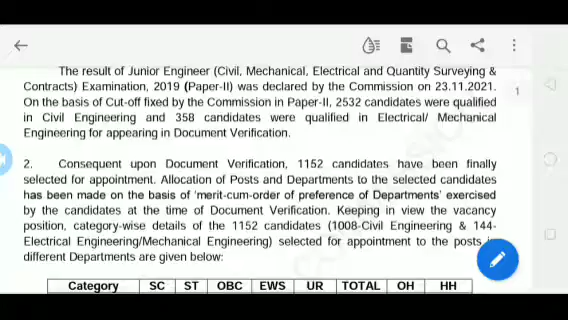 The result of Junior Engineer (Civil, Mechanical, Electrical and Quantity Surveying &
Contracts) Examination, 2019 (Paper-II) was declared by the Commission on 23.11.2021.
On the basis of Cut-off fixed by the Commission in Paper-II, 2532 candidates were qualified
in Civil Engineering and 358 candidates were qualified in Electrical/ Mechanical
Engineering for appearing in Document Verification.
1
2. Consequent upon Document Verification, 1152 candidates have been finally
selected for appointment. Allocation of Posts and Departments to the selected candidates
has been made on the basis of 'merit-cum-order of preference of Departments' exercised
by the candidates at the time of Document Verification. Keeping in view the vacancy
position, category-wise details of the 1152 candidates (1008-Civil Engineering & 144-
Electrical Engineering/Mechanical Engineering) selected for appointment to the posts in
different Departments are given below:
Category SC ST OBC EWS UR TOTAL OH HH